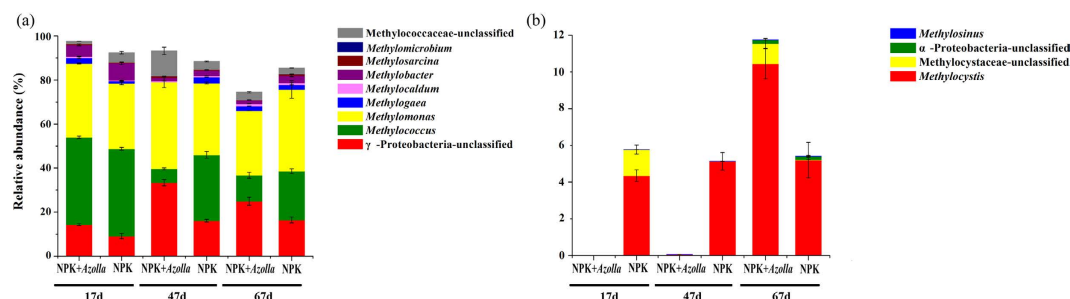 (a)
Relative abundance (%)
100
80
60
40
20
0
NPK+Azolla NPK NPK+Azolla NPK NPK+Azolla NPK
17d 47d 67d
Methylococcaceae-unclassified
Methylomicrobium
Methylosarcina
Methylobacter
Methylocaldum
Methylogaea
Methylomonas
Methylococcus
γ -Proteobacteria-unclassified
(b)
12
10
8
6
4
2
0
NPK+Azolla NPK NPK+Azolla NPK NPK+Azolla NPK
17d 47d 67d
Methylosinus
α -Proteobacteria-unclassified
Methylocystaceae-unclassified
Methylocystis